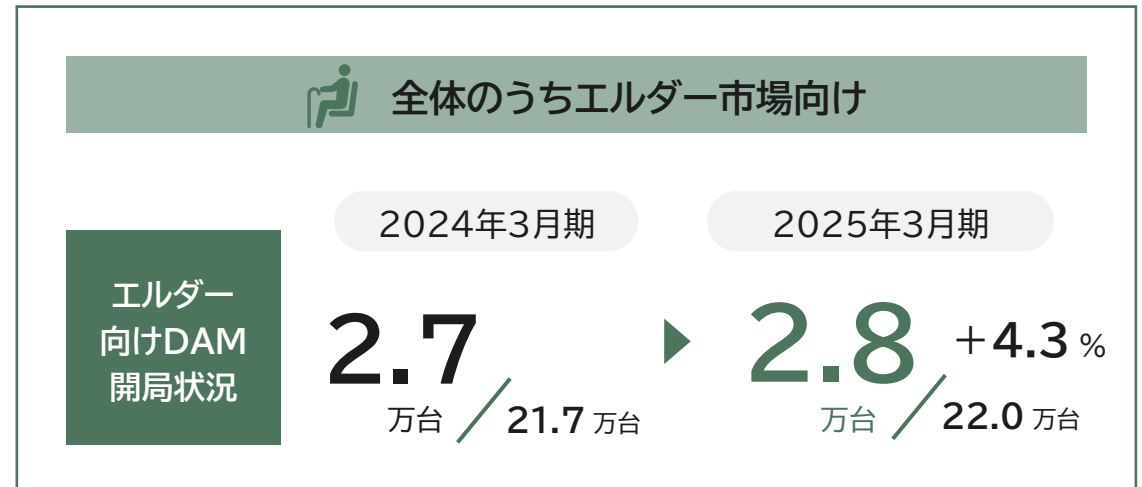 全体のうちエルダー市場向け
エルダー
向けDAM
開局状況
2024年3月期
2.7
万台
21.7 万台
2025年3月期
2.8
万台
+4.3 %
22.0 万台